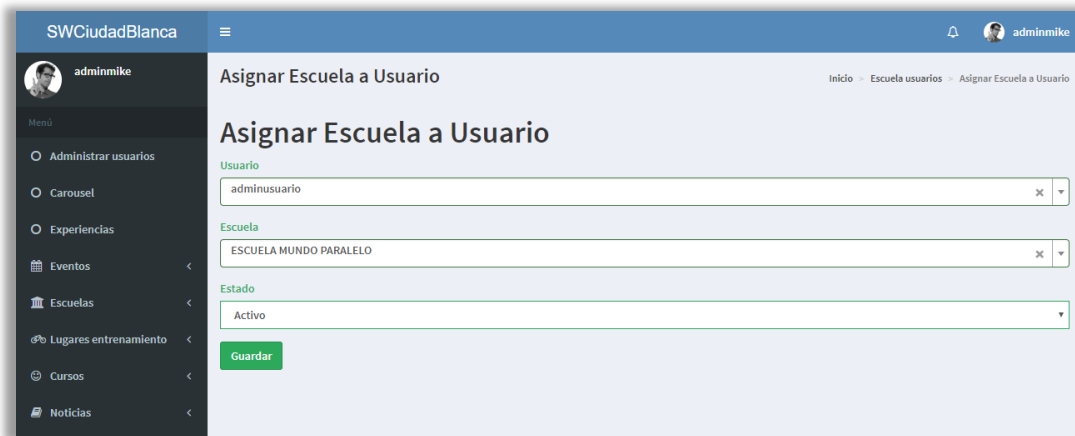 SWCiudadBlanca
adminmike
adminmike
Menú
Administrar usuarios
Carousel
Experiencias
Eventos
Escuelas
Lugares entrenamiento
Cursos
Noticias
Asignar Escuela a Usuario
Inicio > Escuela usuarios > Asignar Escuela a Usuario
Asignar Escuela a Usuario
Usuario
adminusuario
Escuela
ESCUELA MUNDO PARALELO
Estado
Activo
Guardar